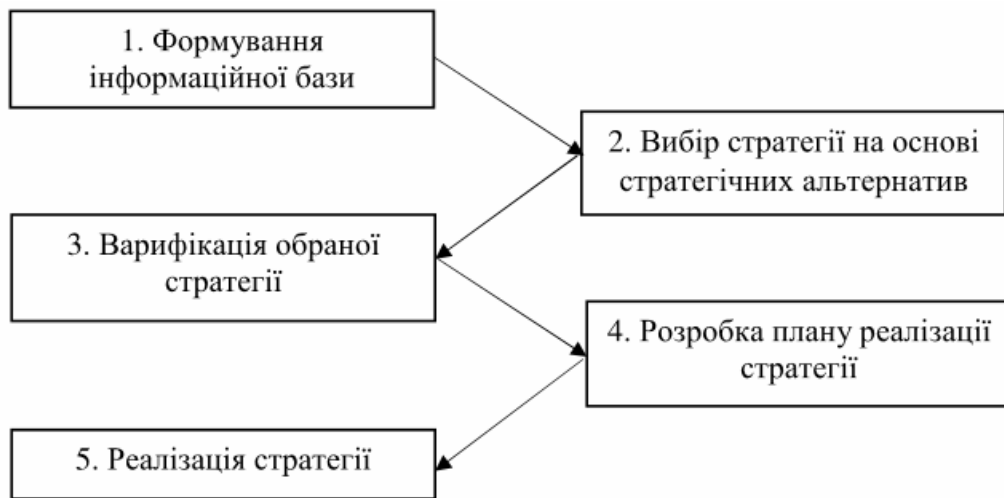 1. Формування
інформаційної бази
2. Вибір стратегії на основі
стратегічних альтернатив
3. Варифікація обраної
стратегії
4. Розробка плану реалізації
стратегії
5. Реалізація стратегії